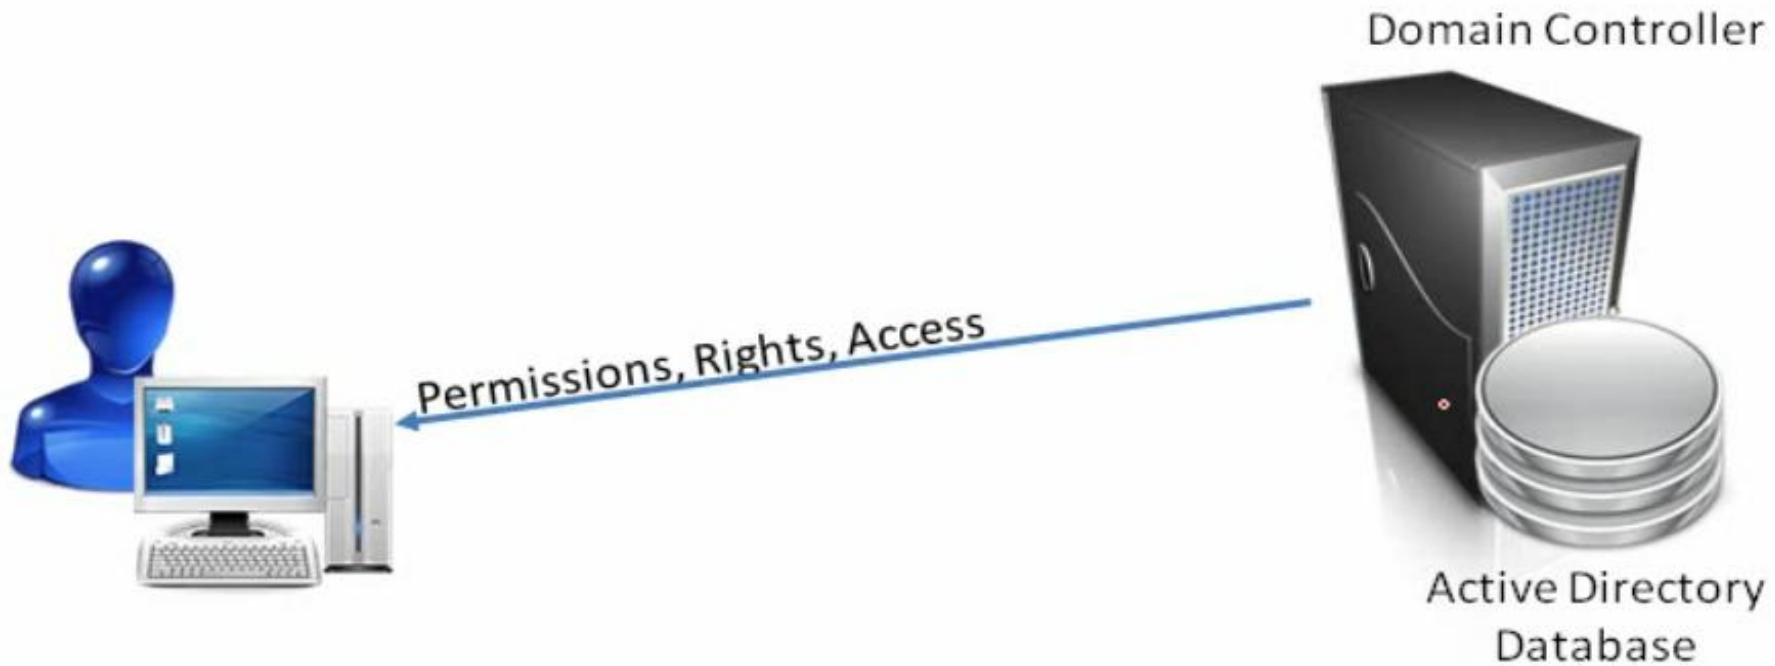 Domain Controller
Permissions, Rights, Access
Active Directory
Database